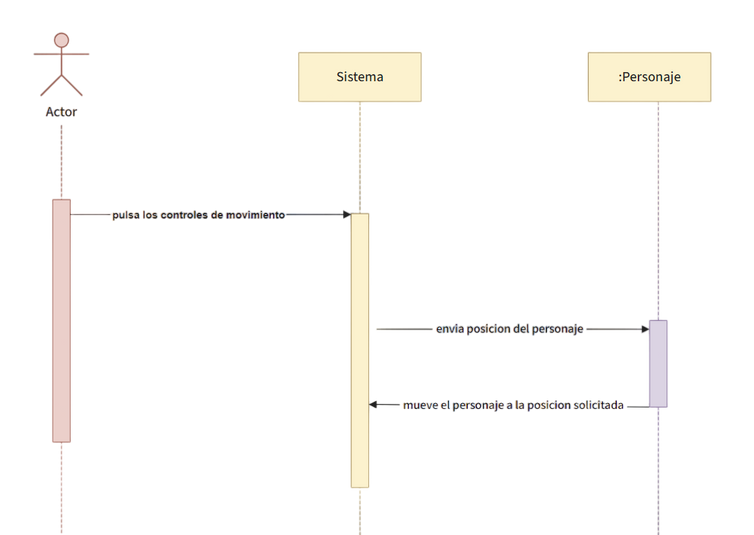 Actor
Sistema
:Personaje
pulsa los controles de movimiento
envia posicion del personaje
mueve el personaje a la posicion solicitada